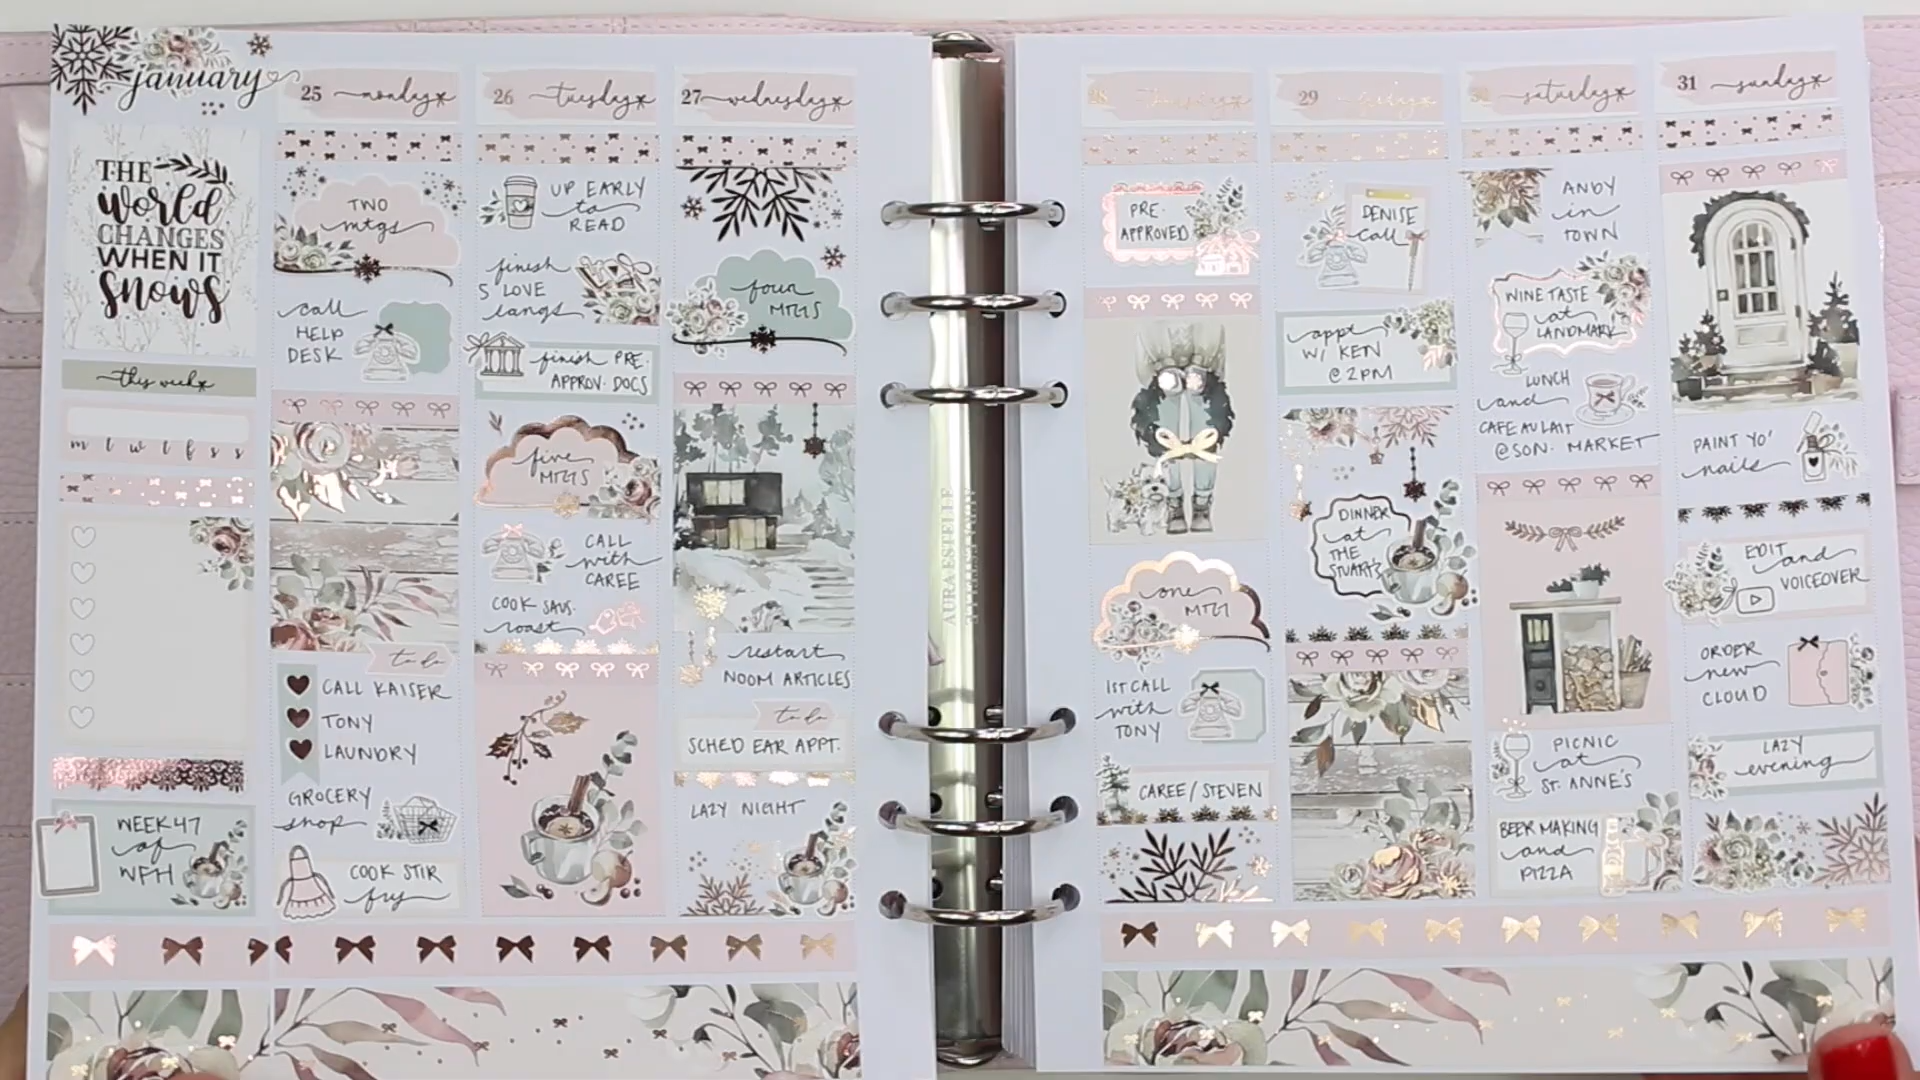 january
THE
world
CHANGES
WHEN IT
Snows
this week
m t w t f s s
WEEK 47
of
WFH
25 monday
TWO
mtgs
call
HELP
DESK
to do
CALL KAISER
TONY
LAUNDRY
GROCERY
shop
COOK STIR
fry
26 tuesday
UP EARLY
to
READ
finish
5 LOVE
langs
finish PRE-
APPROV. DOCS
five
MTGS
CALL
with
CAREE
COOK SAUS.
roast
27 wednesday
four
MTGS
restart
NOOM ARTICLES
to do
SCHED EAR APPT.
LAZY NIGHT
AURA ESTELLE
28 thursday
PRE-
APPROVED
one
MTG
1ST CALL
with
TONY
CAREE / STEVEN
29 friday
DENISE
call
appt
W/ KEN
@ 2PM
DINNER
at
THE
STUART'S
30 saturday
ANDY
in
TOWN
WINE TASTE
at
LANDMARK
LUNCH
and
CAFE AU LAIT
@ SON. MARKET
PICNIC
at
ST. ANNE'S
BEER MAKING
and
PIZZA
31 sunday
PAINT YO'
nails
EDIT and
VOICEOVER
ORDER
new
CLOUD
LAZY
evening